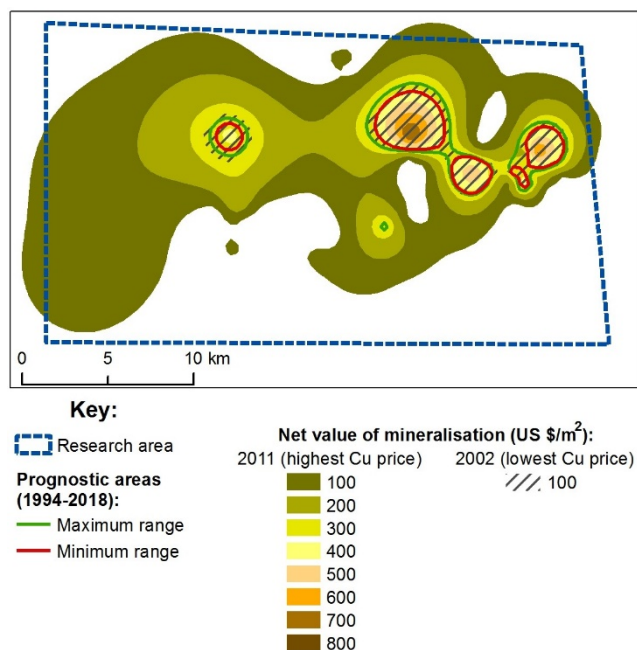 0 5 10 km
Key:
Research area
Prognostic areas
(1994-2018):
Maximum range
Minimum range
Net value of mineralisation (US $/m²):
2011 (highest Cu price)
100
200
300
400
500
600
700
800
2002 (lowest Cu price)
100